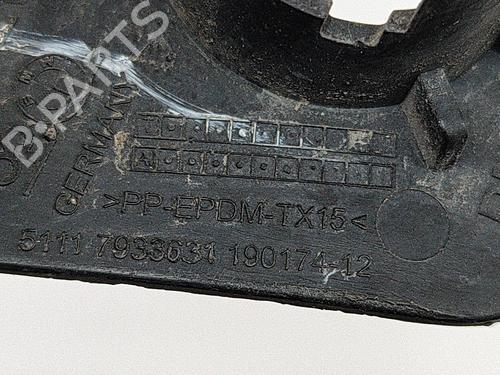 B-PARTS
GERMANY
>PP-EPDM-TX15<
5111 7933631 190174-12